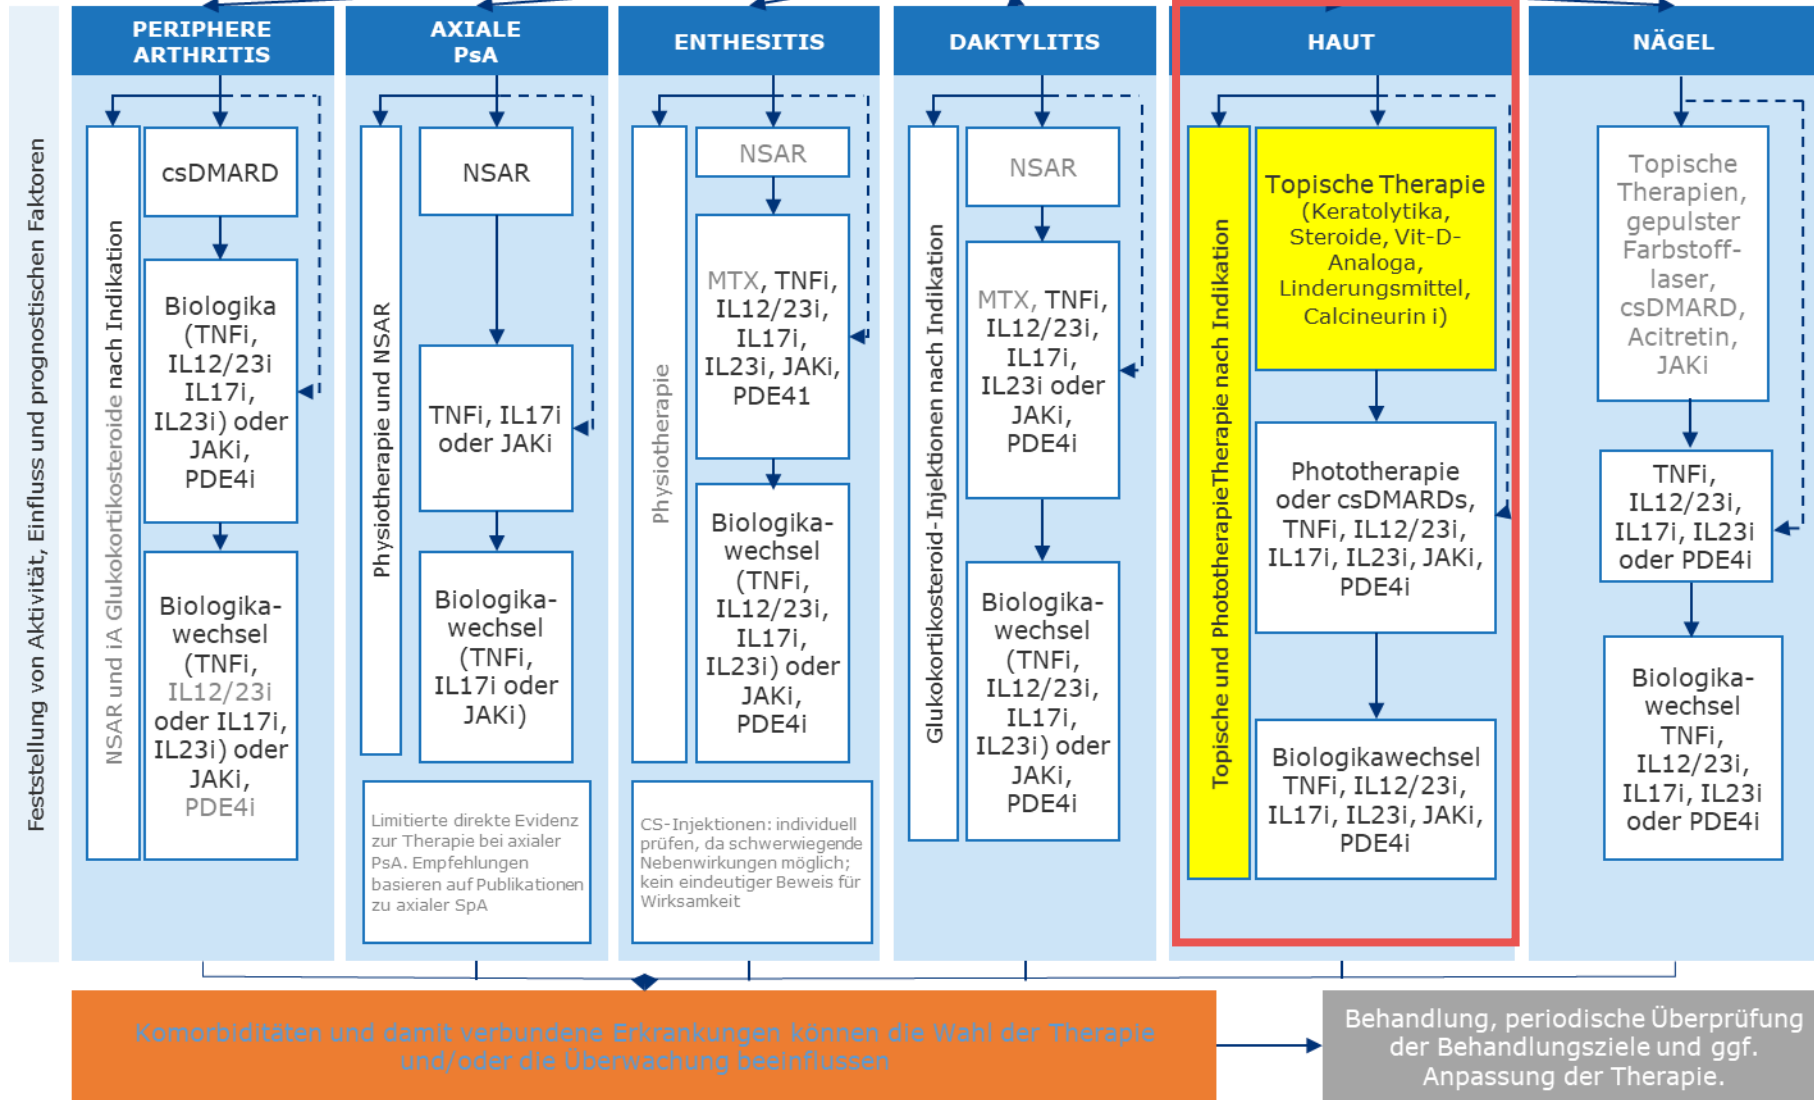 Feststellung von Aktivität, Einfluss und prognostischen Faktoren
PERIPHERE
ARTHRITIS
NSAR und iA Glukokortikosteroide nach Indikation
csDMARD
Biologika
(TNFi,
IL12/23i
IL17i,
IL23i) oder
JAKi,
PDE4i
Biologika-
wechsel
(TNFi,
IL12/23i
oder IL17i,
IL23i) oder
JAKi,
PDE4i
AXIALE
PsA
Physiotherapie und NSAR
NSAR
TNFi, IL17i
oder JAKi
Biologika-
wechsel
(TNFi,
IL17i oder
JAKi)
Limitierte direkte Evidenz
zur Therapie bei axialer
PsA. Empfehlungen
basieren auf Publikationen
zu axialer SpA
ENTHESITIS
Physiotherapie
NSAR
MTX, TNFi,
IL12/23i,
IL17i,
IL23i, JAKi,
PDE41
Biologika-
wechsel
(TNFi,
IL12/23i,
IL17i,
IL23i) oder
JAKi,
PDE4i
CS-Injektionen: individuell
prüfen, da schwerwiegende
Nebenwirkungen möglich;
kein eindeutiger Beweis für
Wirksamkeit
DAKTYLITIS
Glukokortikosteroid-Injektionen nach Indikation
NSAR
MTX, TNFi,
IL12/23i,
IL17i,
IL23i oder
JAKi,
PDE4i
Biologika-
wechsel
(TNFi,
IL12/23i,
IL17i,
IL23i) oder
JAKi,
PDE4i
HAUT
Topische und PhototherapieTherapie nach Indikation
Topische Therapie
(Keratolytika,
Steroide, Vit-D-
Analoga,
Linderungsmittel,
Calcineurin i)
Phototherapie
oder csDMARDs,
TNFi, IL12/23i,
IL17i, IL23i, JAKi,
PDE4i
Biologikawechsel
TNFi, IL12/23i,
IL17i, IL23i, JAKi,
PDE4i
NÄGEL
Topische
Therapien,
gepulster
Farbstoff-
laser,
csDMARD,
Acitretin,
JAKi
TNFi,
IL12/23i,
IL17i, IL23i
oder PDE4i
Biologika-
wechsel
TNFi,
IL12/23i,
IL17i, IL23i
oder PDE4i
Komorbiditäten und damit verbundene Erkrankungen können die Wahl der Therapie
und/oder die Überwachung beeinflussen
Behandlung, periodische Überprüfung
der Behandlungsziele und ggf.
Anpassung der Therapie.